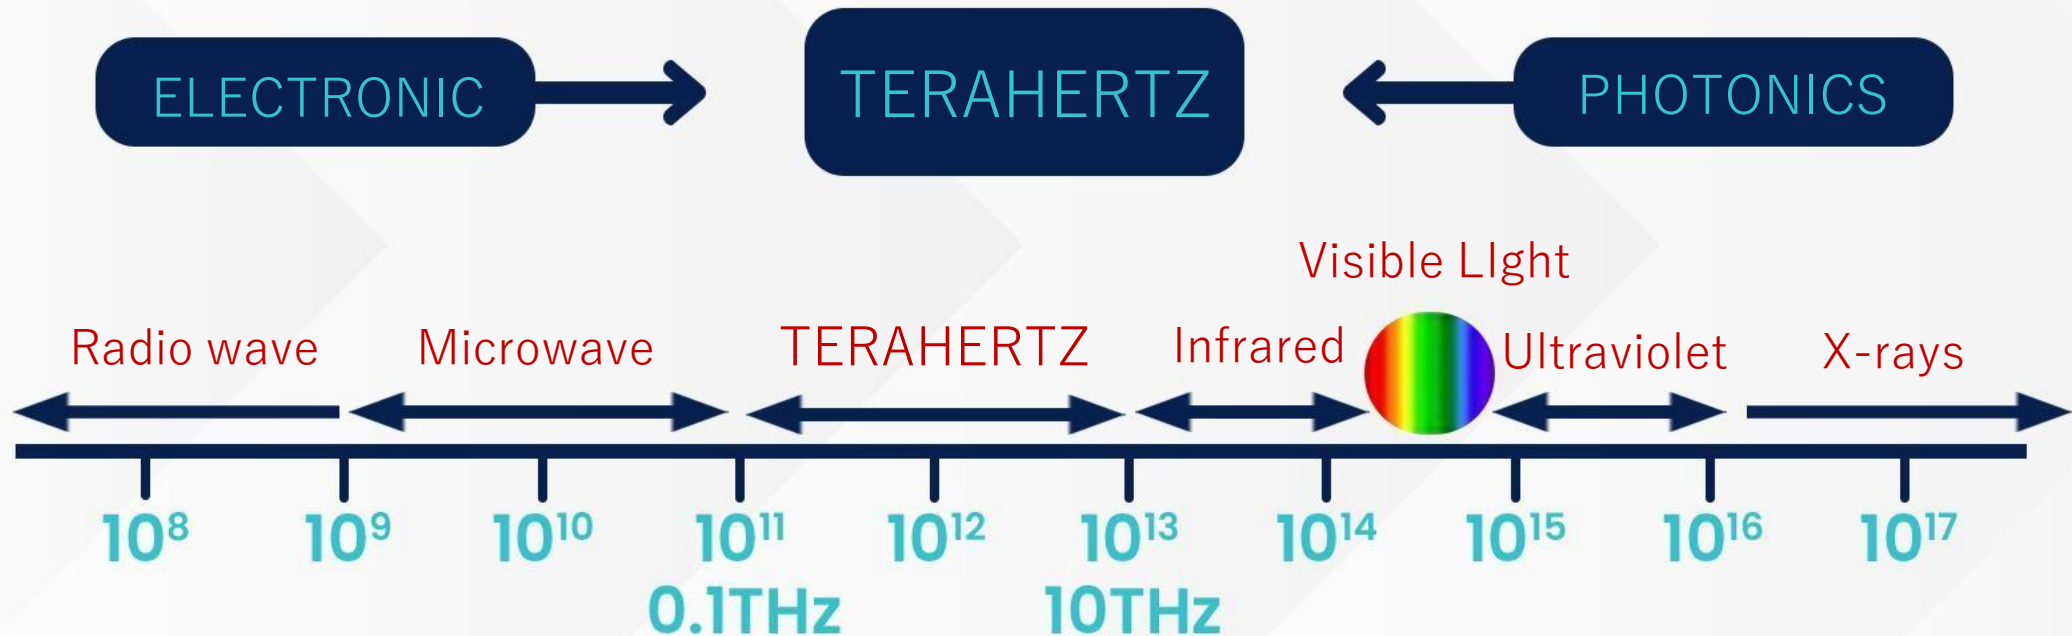 ELECTRONIC
TERAHERTZ
PHOTONICS
Visible LIght
Radio wave
Microwave
TERAHERTZ
Infrared
Ultraviolet
X-rays
10⁸ 10⁹ 10¹⁰ 10¹¹ 10¹² 10¹³ 10¹⁴ 10¹⁵ 10¹⁶ 10¹⁷
0.1THz 10THz